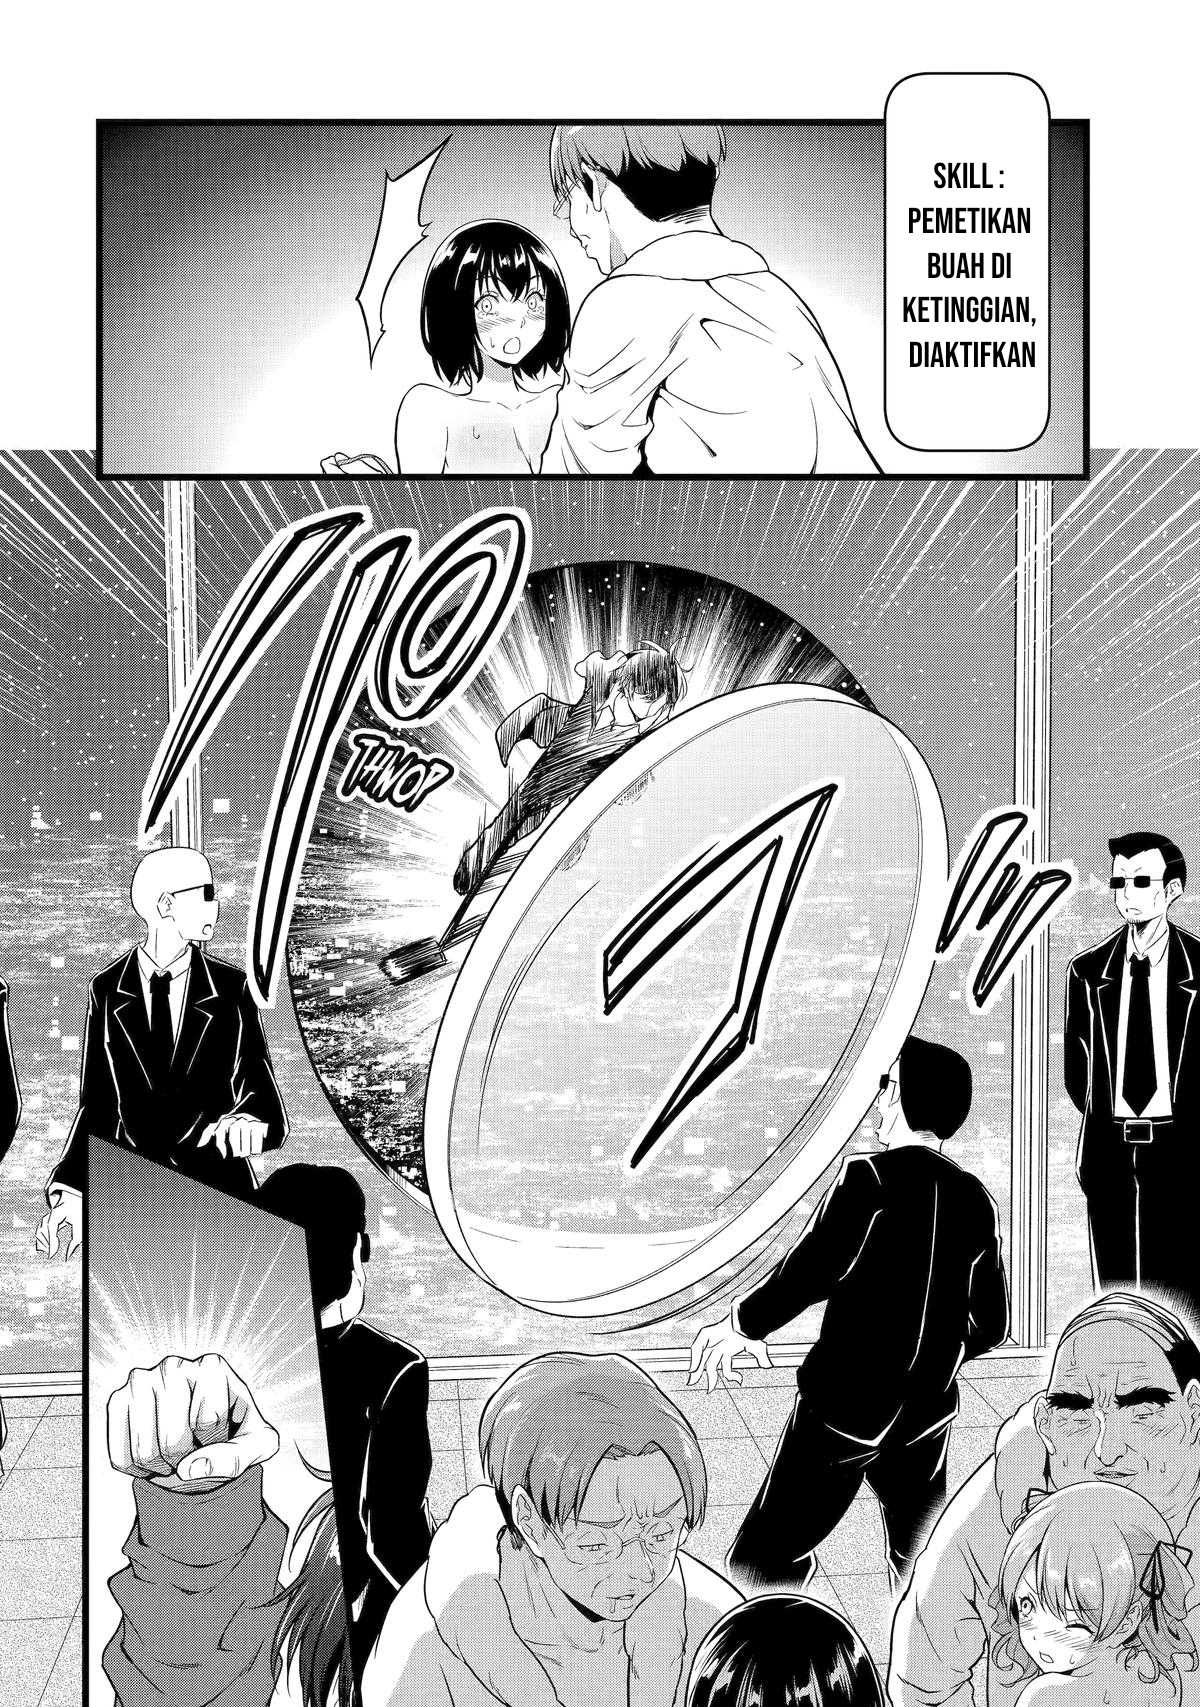 SKILL :
PEMETIKAN
BUAH DI
KETINGGIAN,
DIAKTIFKAN
THWOP